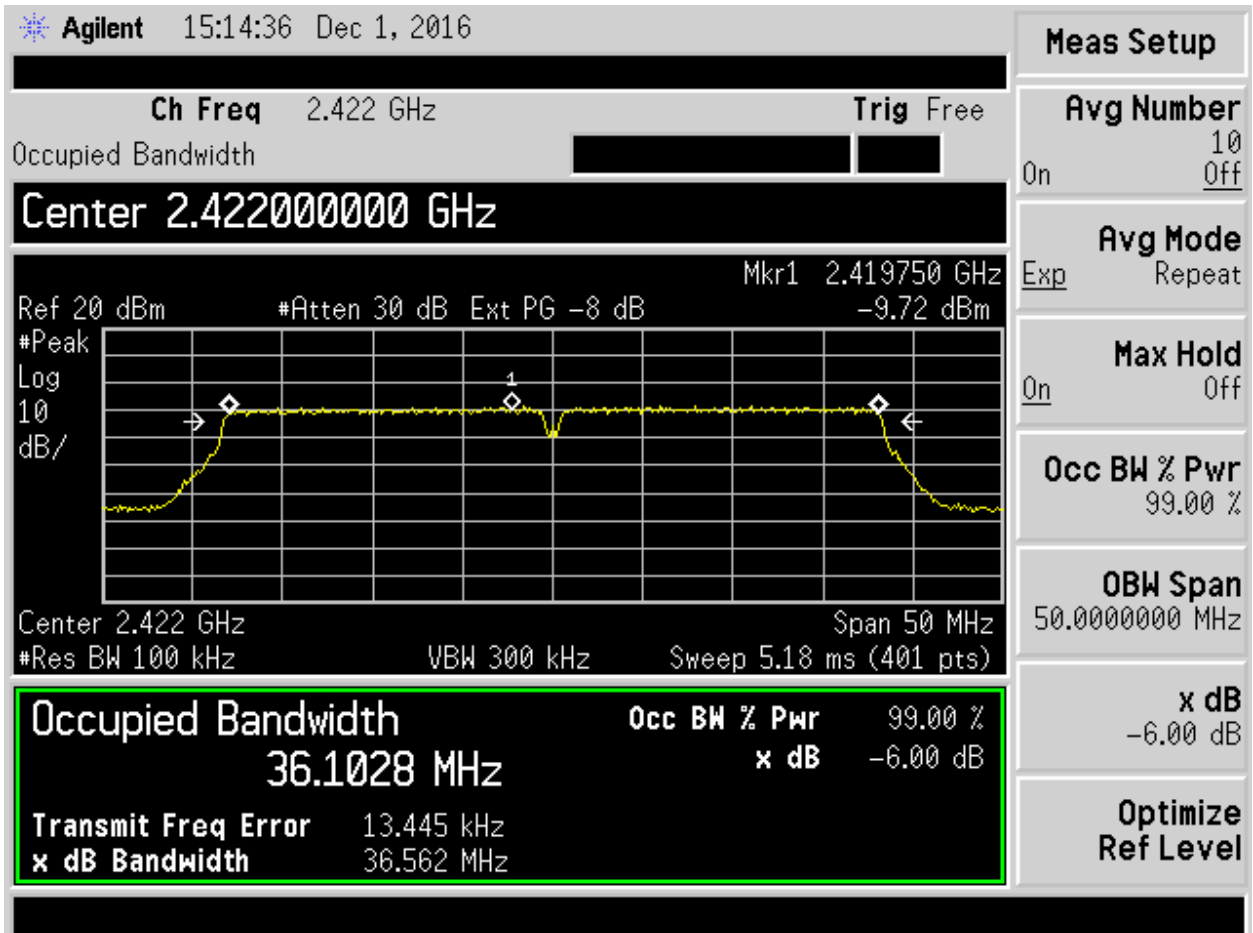 Agilent 15:14:36 Dec 1, 2016
Ch Freq 2.422 GHz Trig Free
Occupied Bandwidth
Center 2.422000000 GHz
Mkr1 2.419750 GHz
Ref 20 dBm #Atten 30 dB Ext PG -8 dB -9.72 dBm
#Peak
Log
10
dB/
1
Center 2.422 GHz Span 50 MHz
#Res BW 100 kHz VBW 300 kHz Sweep 5.18 ms (401 pts)
Occupied Bandwidth Occ BW % Pwr 99.00 %
36.1028 MHz x dB -6.00 dB
Transmit Freq Error 13.445 kHz
x dB Bandwidth 36.562 MHz
Meas Setup
Avg Number
10
On Off
Avg Mode
Exp Repeat
Max Hold
On Off
Occ BW % Pwr
99.00 %
OBW Span
50.0000000 MHz
x dB
-6.00 dB
Optimize
Ref Level